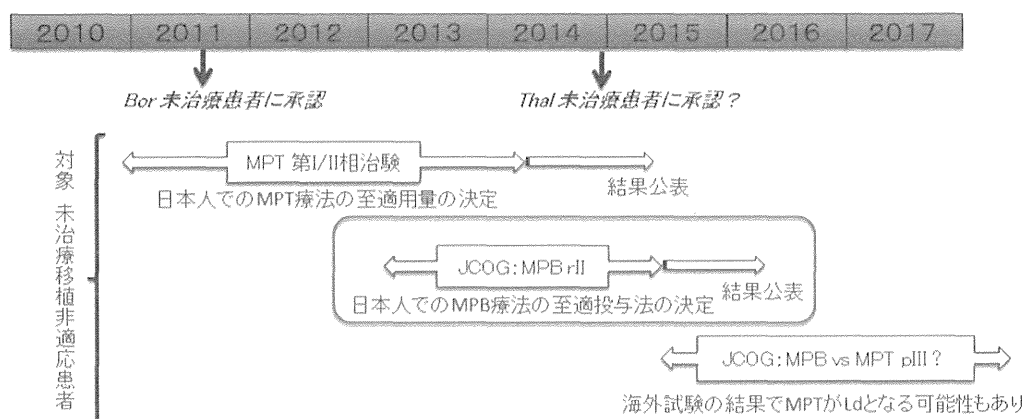 2010 2011 2012 2013 2014 2015 2016 2017
Bor 未治療患者に承認
Thal 未治療患者に承認？
対象 未治療移植非適応患者
MPT 第I/II相治験
日本人でのMPT療法の至適用量の決定
結果公表
JCOG：MPB rII
日本人でのMPB療法の至適投与法の決定
結果公表
JCOG：MPB vs MPT pIII？
海外試験の結果でMPTがLdとなる可能性もあり